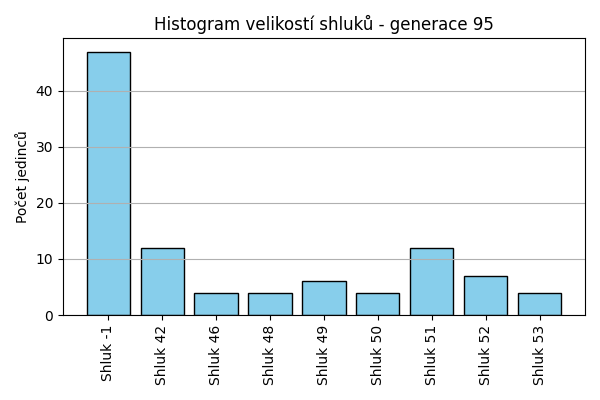 Histogram velikostí shluků - generace 95
Počet jedinců
40
30
20
10
0
Shluk -1
Shluk 42
Shluk 46
Shluk 48
Shluk 49
Shluk 50
Shluk 51
Shluk 52
Shluk 53